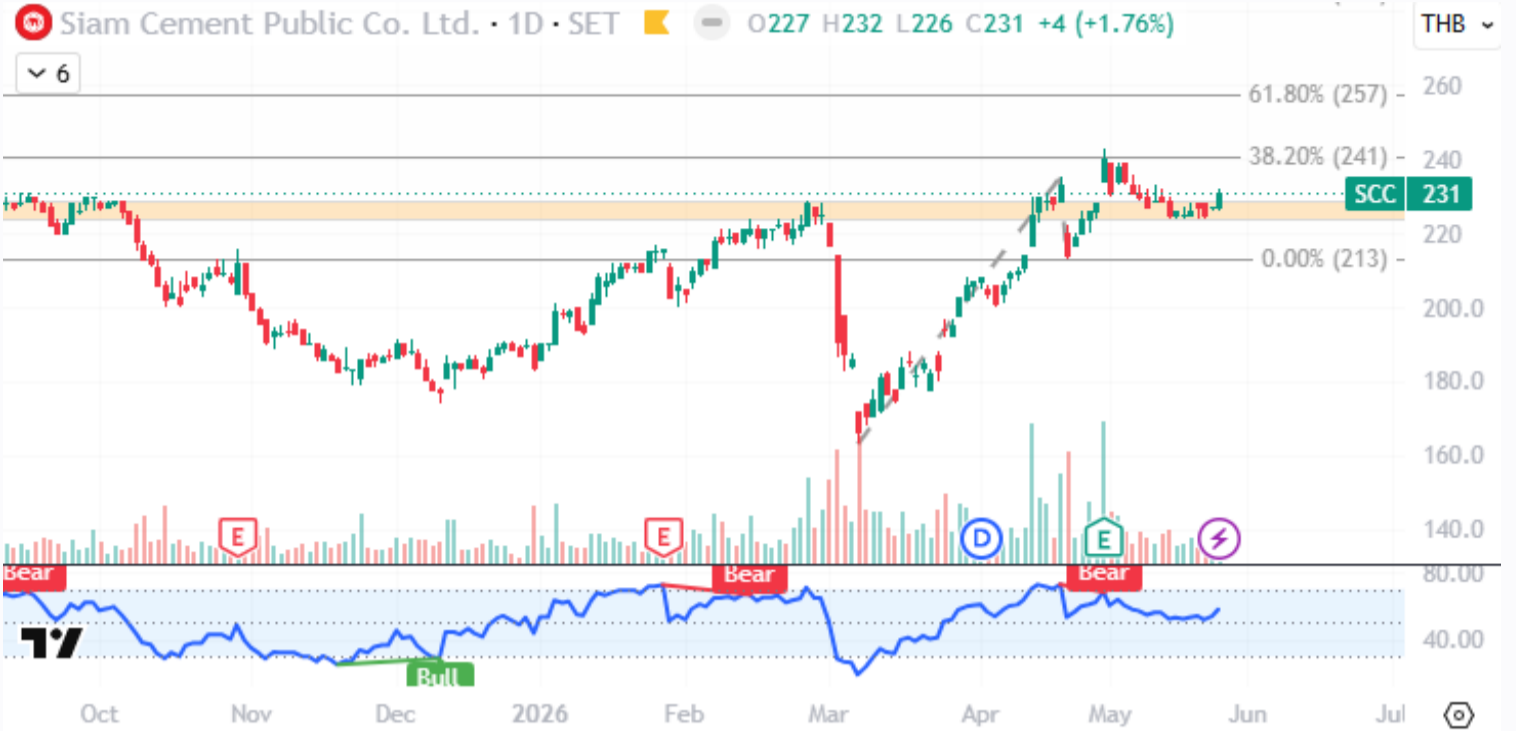 Siam Cement Public Co. Ltd. · 1D · SET O227 H232 L226 C231 +4 (+1.76%) THB
6
260
61.80% (257)
240
38.20% (241)
SCC 231
220
0.00% (213)
200.0
180.0
160.0
140.0
E E D E
Bear Bear Bear 80.00
40.00
Bull
Oct Nov Dec 2026 Feb Mar Apr May Jun Jul